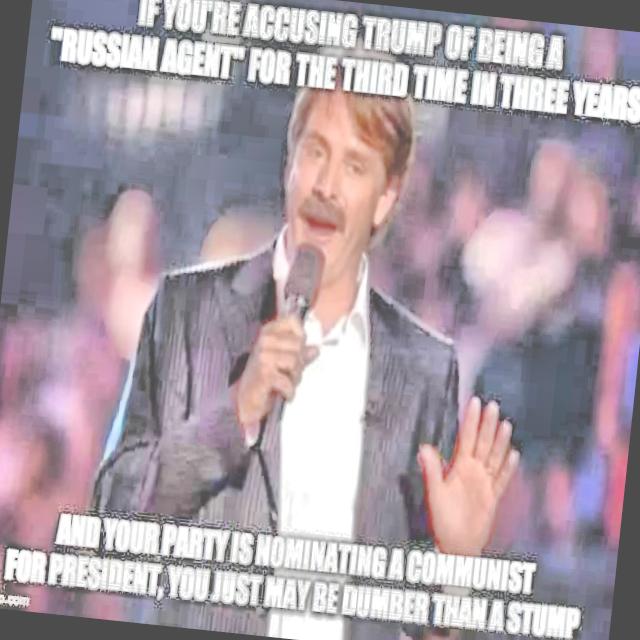 IF YOU'RE ACCUSING TRUMP OF BEING A
"RUSSIAN AGENT" FOR THE THIRD TIME IN THREE YEARS
AND YOUR PARTY IS NOMINATING A COMMUNIST
FOR PRESIDENT, YOU JUST MAY BE DUMBER THAN A STUMP